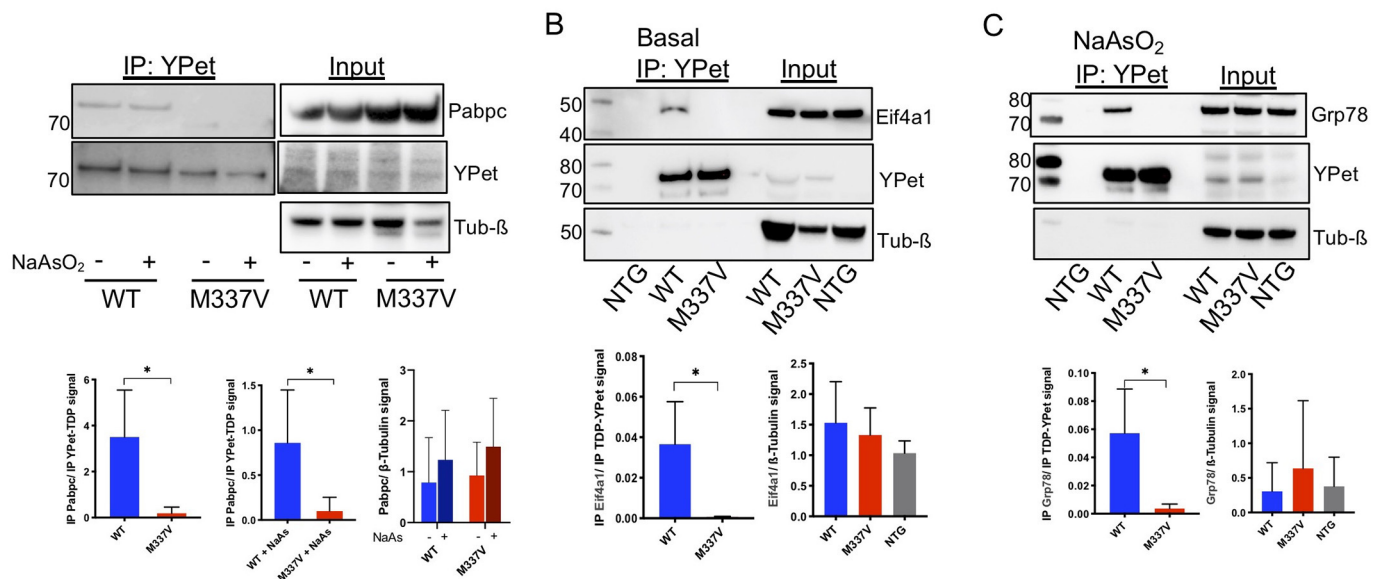 IP: YPet
Input
70
Pabpc
70
YPet
Tub-ß
NaAsO₂ - + - + - + - +
WT M337V WT M337V
IP Pabpc/ IP YPet-TDP signal
6
4
2
0
*
WT
M337V
IP Pabpc/ IP YPet-TDP signal
1.5
1.0
0.5
0.0
*
WT + NaAs
M337V + NaAs
Pabpc/ β-Tubulin signal
3
2
1
0
NaAs - + - +
WT
M337V
B
Basal
IP: YPet
Input
50
40
Eif4a1
80
70
YPet
50
Tub-ß
NTG
WT
M337V
WT
M337V
NTG
IP Eif4a1/ IP TDP-YPet signal
0.08
0.06
0.04
0.02
0.00
*
WT
M337V
Eif4a1/ ß-Tubulin signal
2.5
2.0
1.5
1.0
0.5
0.0
WT
M337V
NTG
C
NaAsO₂
IP: YPet
Input
80
70
Grp78
80
70
YPet
Tub-ß
NTG
WT
M337V
WT
M337V
NTG
IP Grp78/ IP TDP-YPet signal
0.10
0.08
0.06
0.04
0.02
0.00
*
WT
M337V
Grp78/ ß-Tubulin signal
2.0
1.5
1.0
0.5
0.0
WT
M337V
NTG